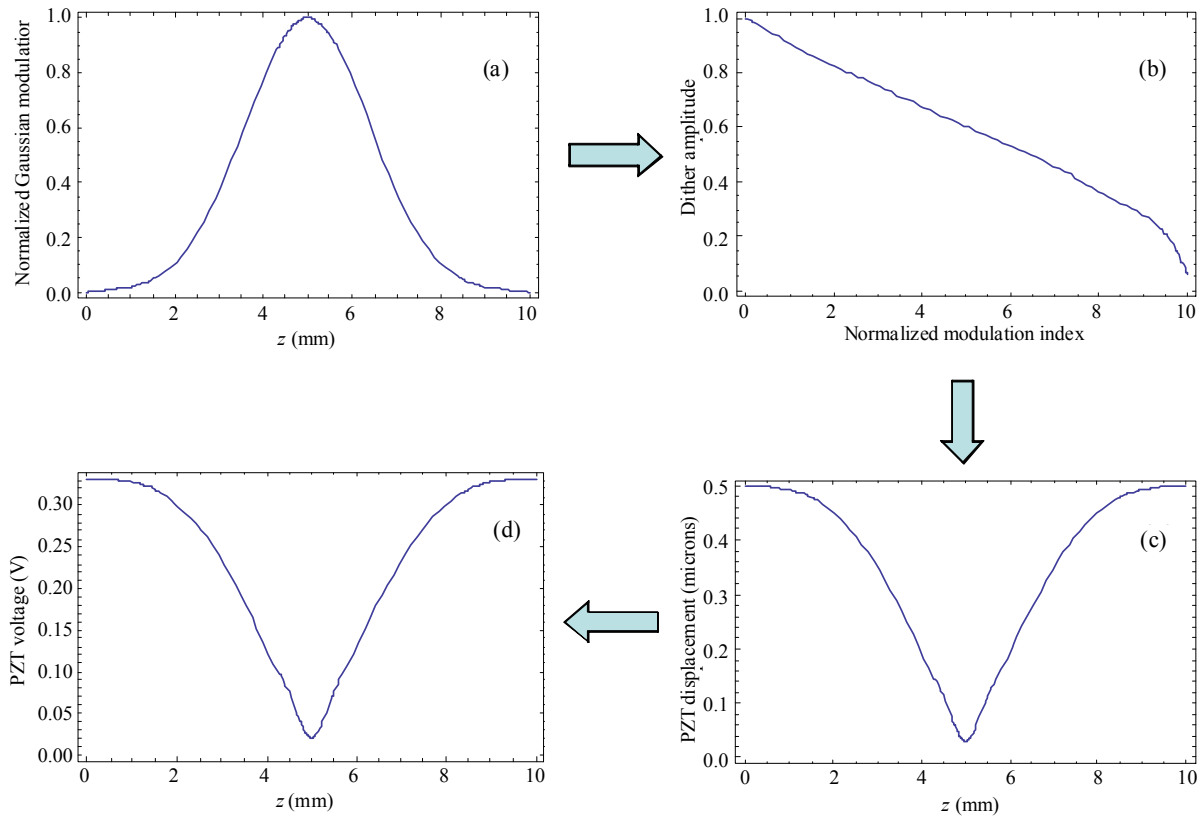 Normalized Gaussian modulation
1.0
0.8
0.6
0.4
0.2
0.0
(a)
0 2 4 6 8 10
z (mm)
Dither amplitude
1.0
0.8
0.6
0.4
0.2
0.0
(b)
0 2 4 6 8 10
Normalized modulation index
PZT voltage (V)
0.30
0.25
0.20
0.15
0.10
0.05
0.00
(d)
0 2 4 6 8 10
z (mm)
PZT displacement (microns)
0.5
0.4
0.3
0.2
0.1
0.0
(c)
0 2 4 6 8 10
z (mm)